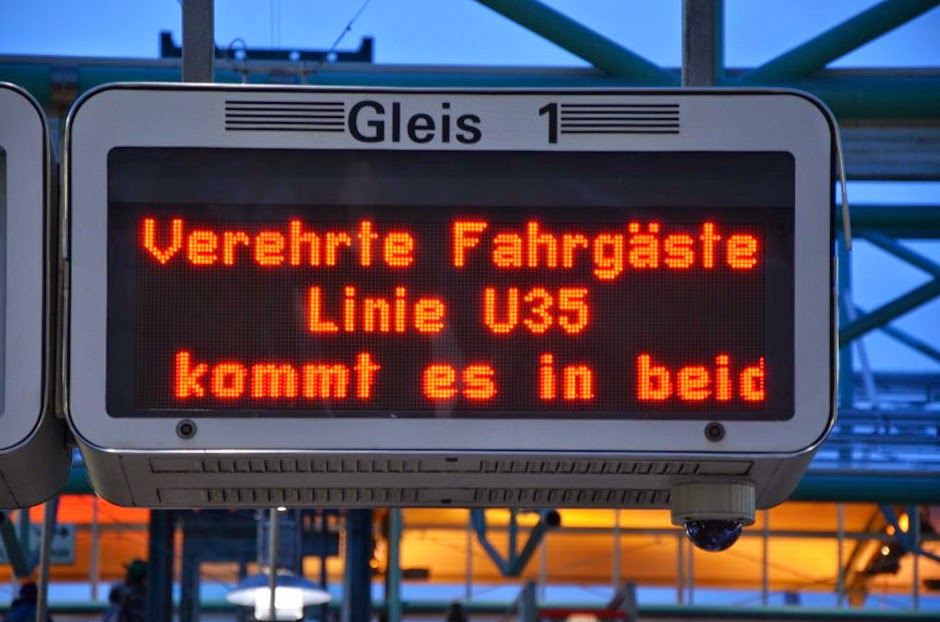 Gleis 1
Verehrte Fahrgäste
Linie U35
kommt es in beid